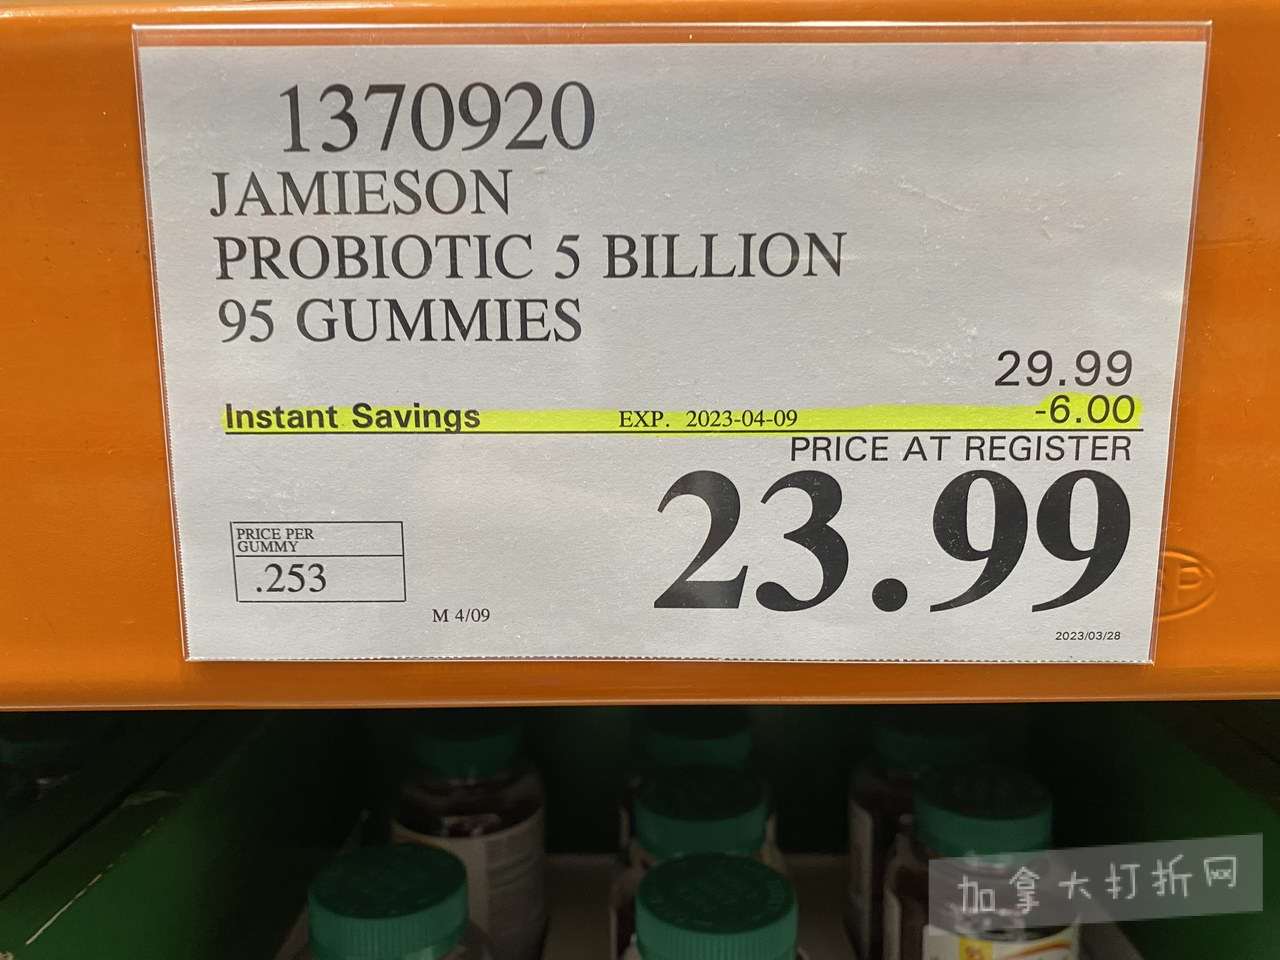 1370920
JAMIESON
PROBIOTIC 5 BILLION
95 GUMMIES
29.99
Instant Savings EXP. 2023-04-09 -6.00
PRICE AT REGISTER
23.99
PRICE PER
GUMMY
.253
M 4/09
2023/03/28
加拿大打折网